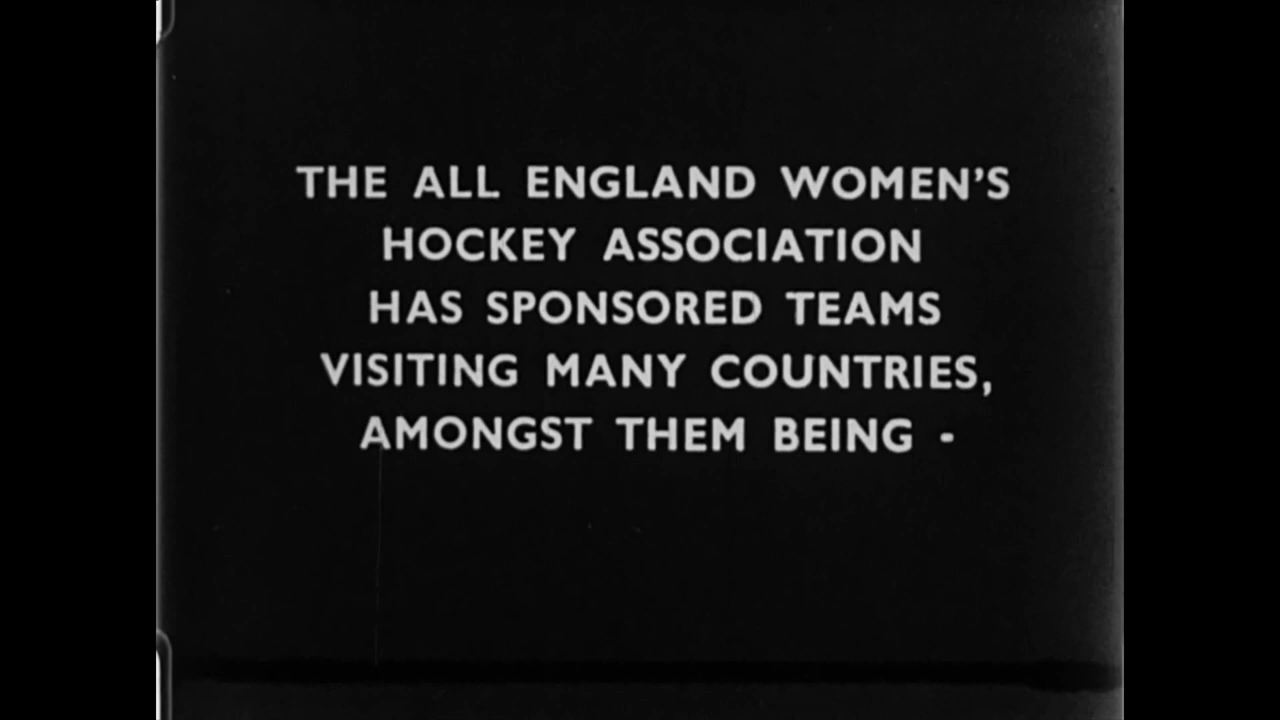 THE ALL ENGLAND WOMEN'S
HOCKEY ASSOCIATION
HAS SPONSORED TEAMS
VISITING MANY COUNTRIES,
AMONGST THEM BEING -